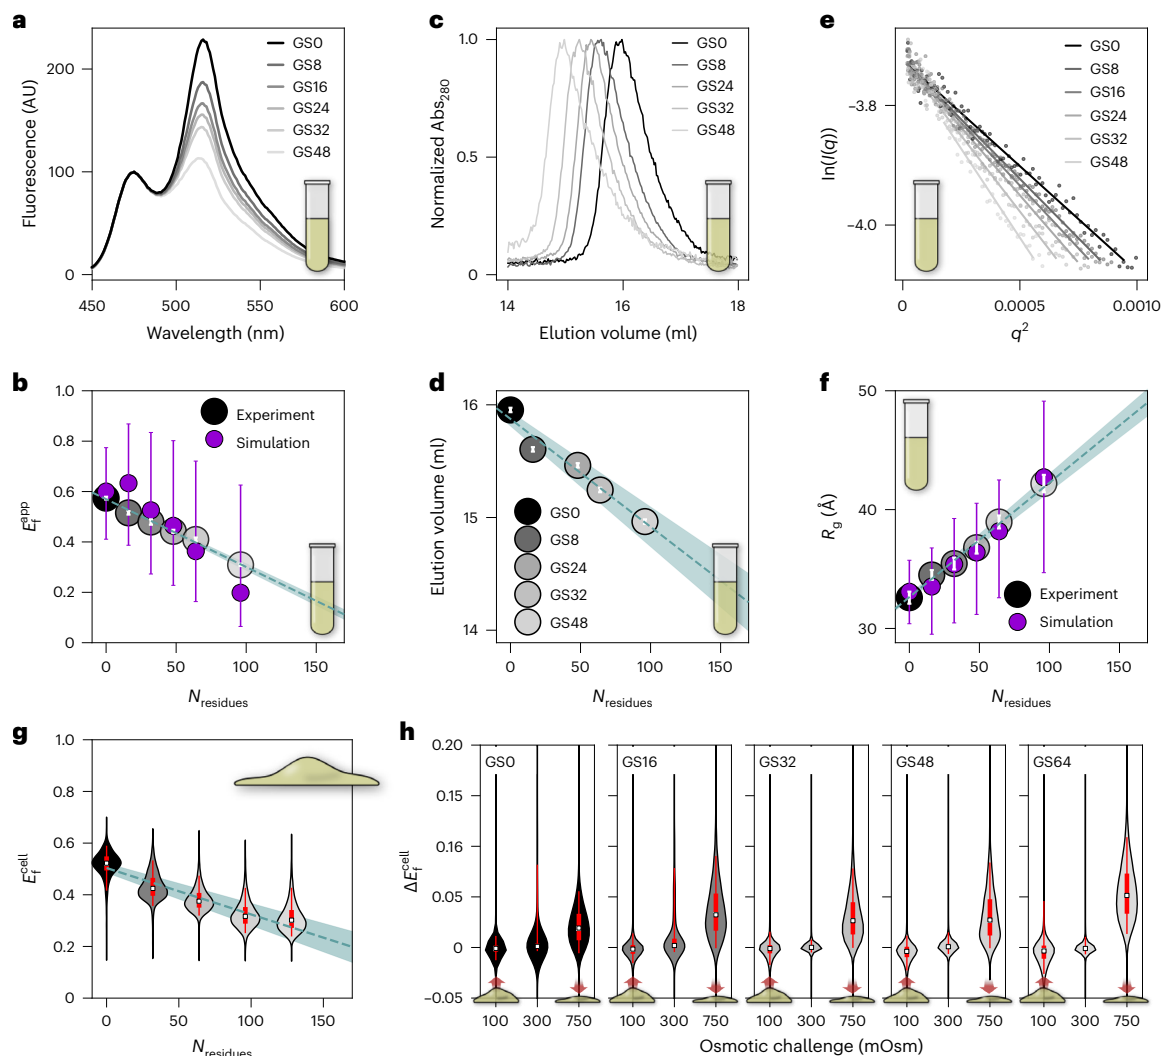 a
Fluorescence (AU)
200
100
0
450
500
550
600
Wavelength (nm)
GS0
GS8
GS16
GS24
GS32
GS48
c
Normalized Abs280
1.0
0.5
0
14
16
18
Elution volume (ml)
GS0
GS8
GS24
GS32
GS48
e
ln(I(q))
−3.8
−4.0
0
0.0005
0.0010
q2
GS0
GS8
GS16
GS24
GS32
GS48
b
Efapp
1.0
0.8
0.6
0.4
0.2
0
0
50
100
150
Nresidues
Experiment
Simulation
d
Elution volume (ml)
16
15
14
0
50
100
150
Nresidues
GS0
GS8
GS24
GS32
GS48
f
Rg (Å)
50
40
30
0
50
100
150
Nresidues
Experiment
Simulation
g
Efcell
1.0
0.8
0.6
0.4
0.2
0
0
50
100
150
Nresidues
h
ΔEfcell
0.20
0.15
0.16
0.05
0
−0.05
GS0
GS16
GS32
GS48
GS64
100 300 750
100 300 750
100 300 750
100 300 750
100 300 750
Osmotic challenge (mOsm)